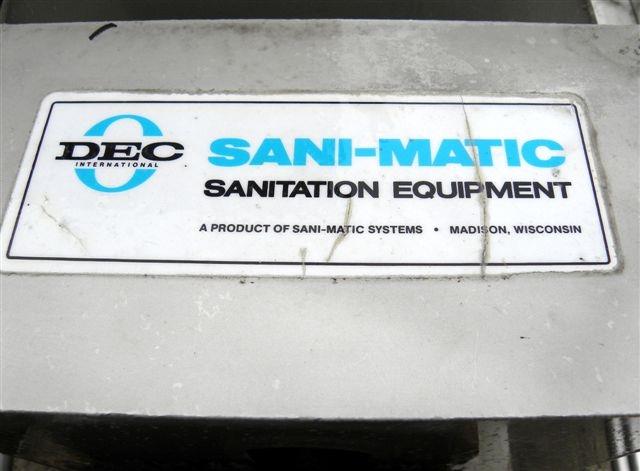 DEC
INTERNATIONAL
SANI-MATIC
SANITATION EQUIPMENT
A PRODUCT OF SANI-MATIC SYSTEMS • MADISON, WISCONSIN